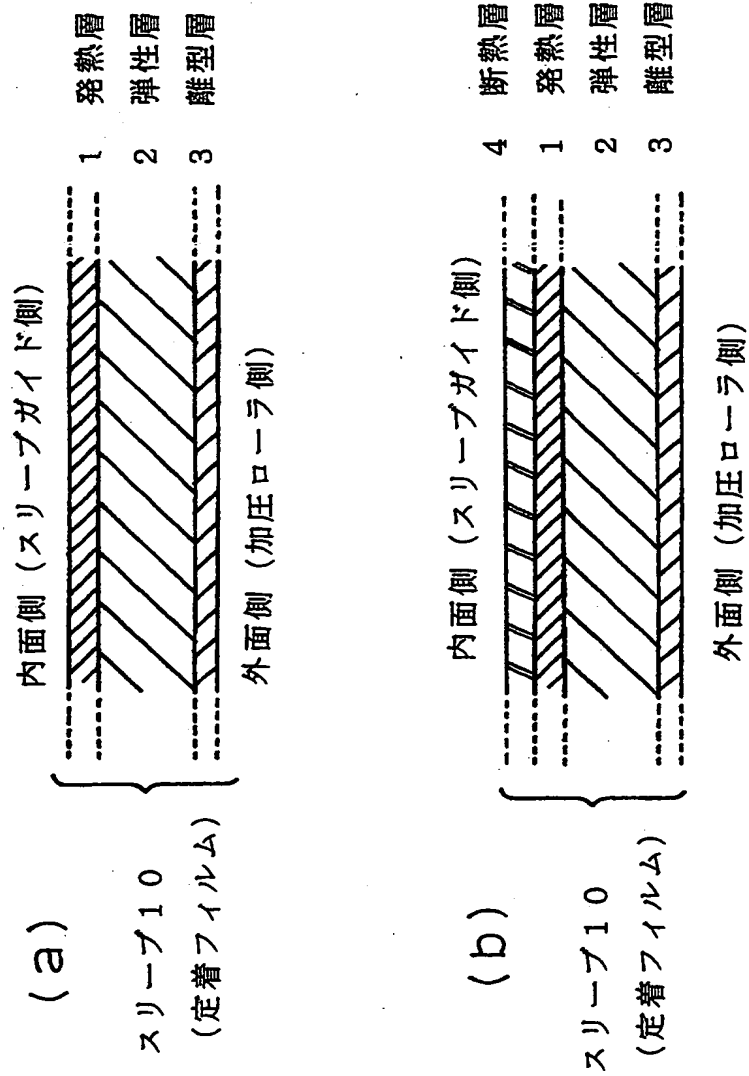 (a)
内面側 (スリーブガイド側)
1 発熱層
2 弾性層
3 離型層
スリーブ10
(定着フィルム)
外面側 (加圧ローラ側)
(b)
内面側 (スリーブガイド側)
4 断熱層
1 発熱層
2 弾性層
3 離型層
スリーブ10
(定着フィルム)
外面側 (加圧ローラ側)